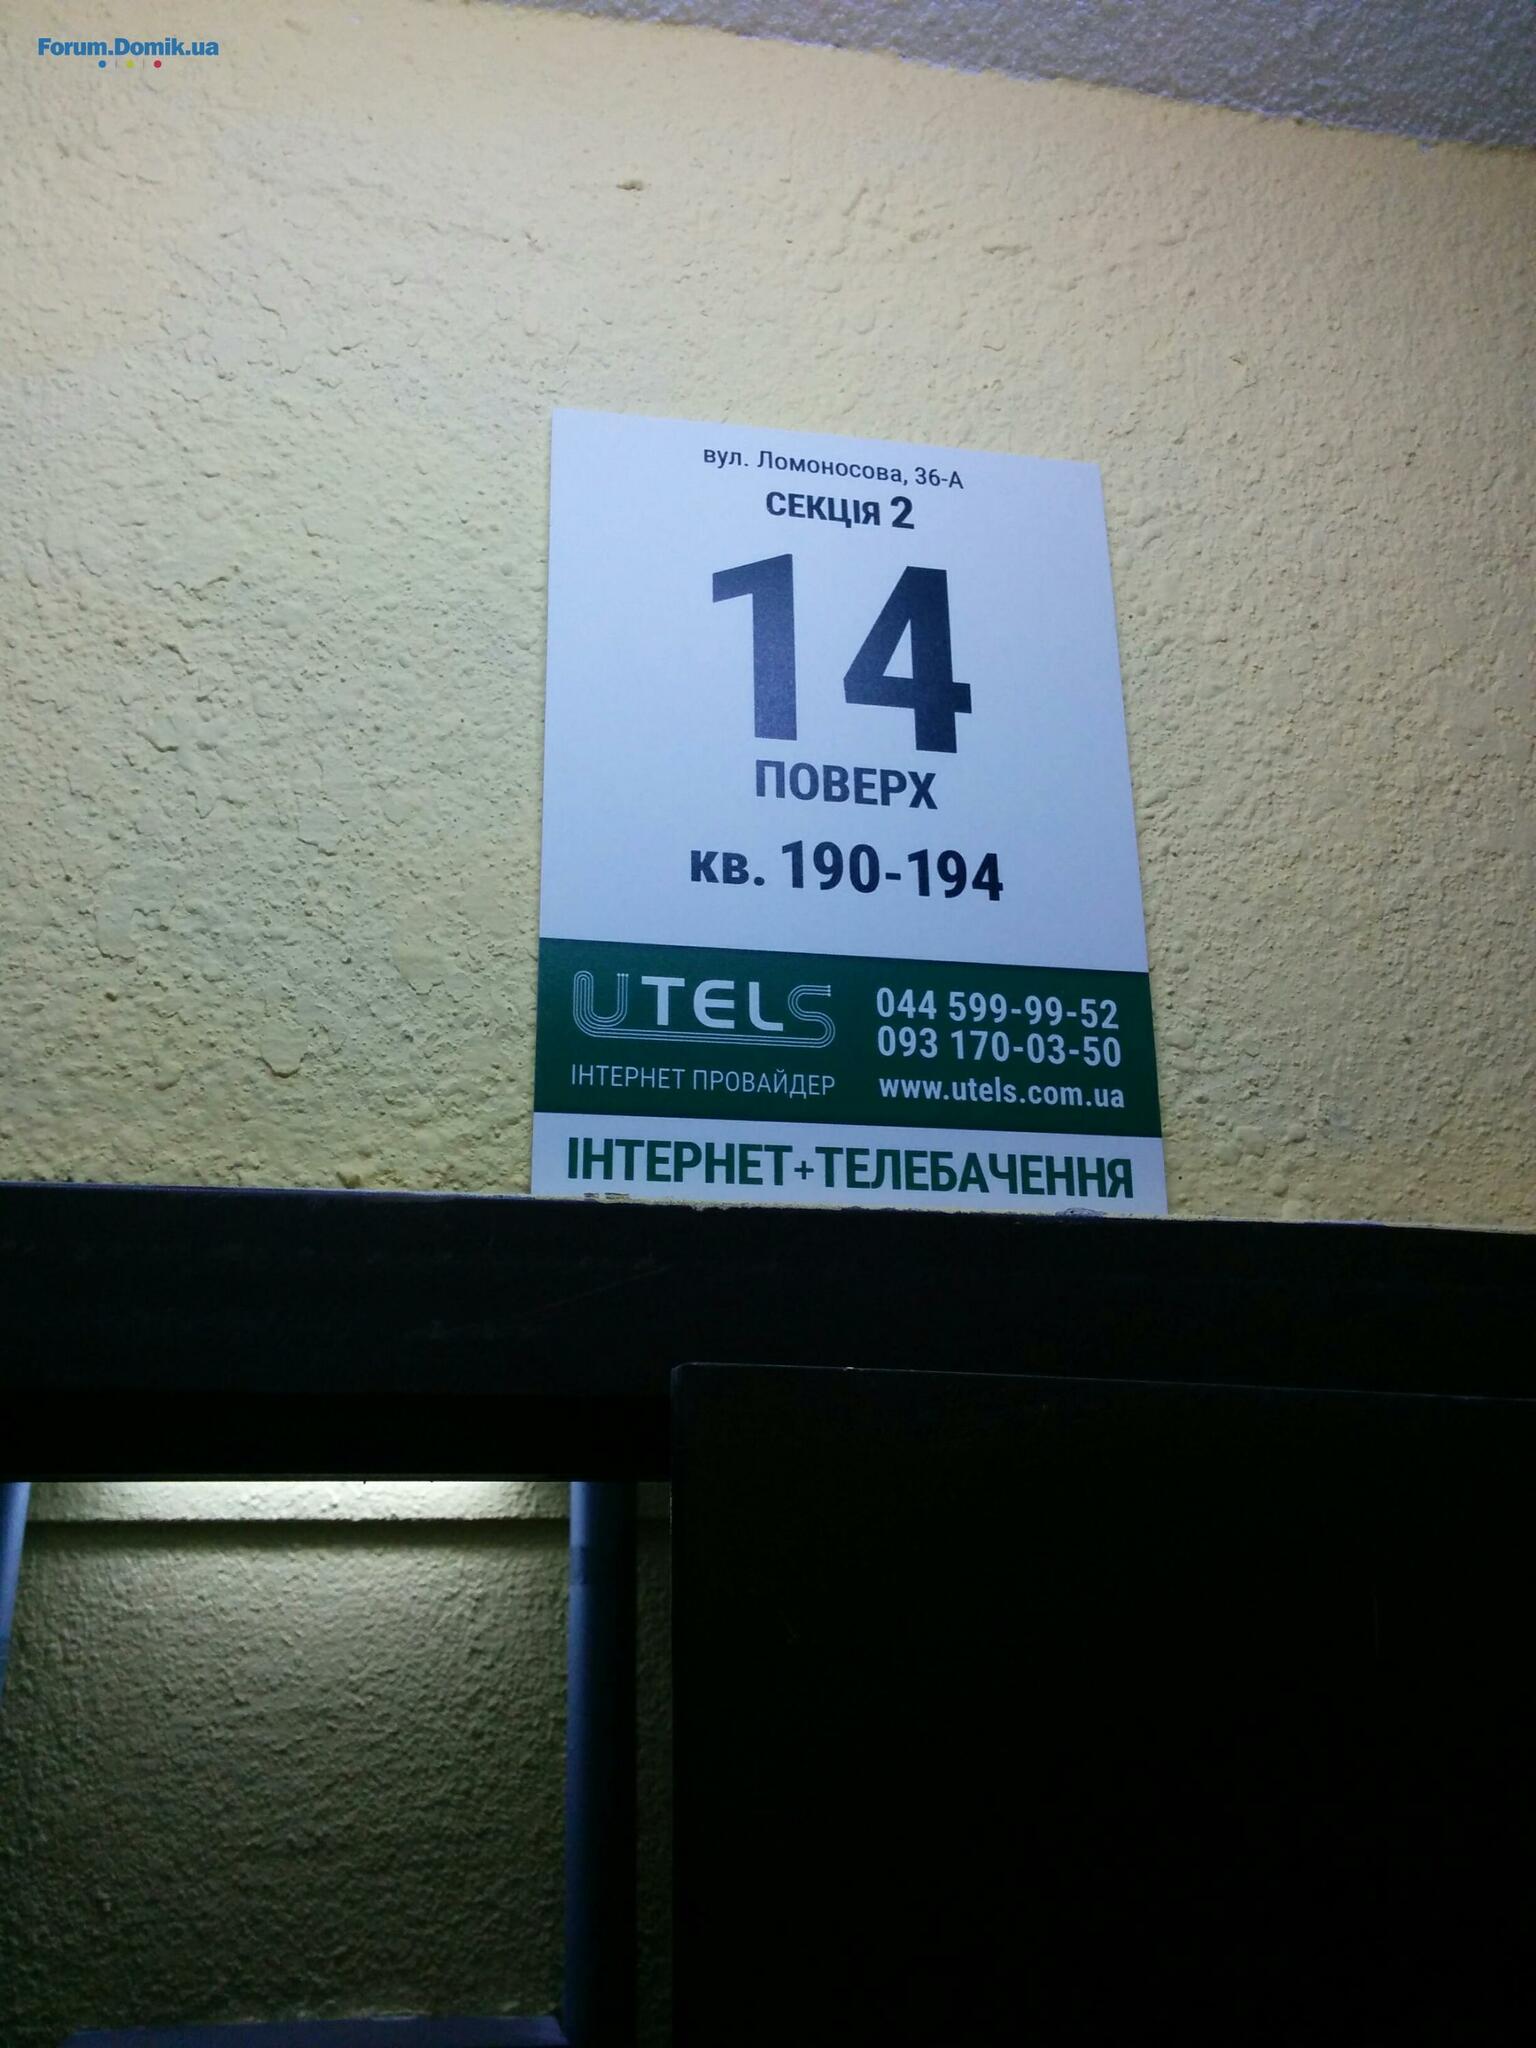 Forum.Domik.ua
вул. Ломоносова, 36-А
СЕКЦІЯ 2
14
ПОВЕРХ
кв. 190-194
UTELS
ІНТЕРНЕТ ПРОВАЙДЕР
044 599-99-52
093 170-03-50
www.utels.com.ua
ІНТЕРНЕТ+ТЕЛЕБАЧЕННЯ